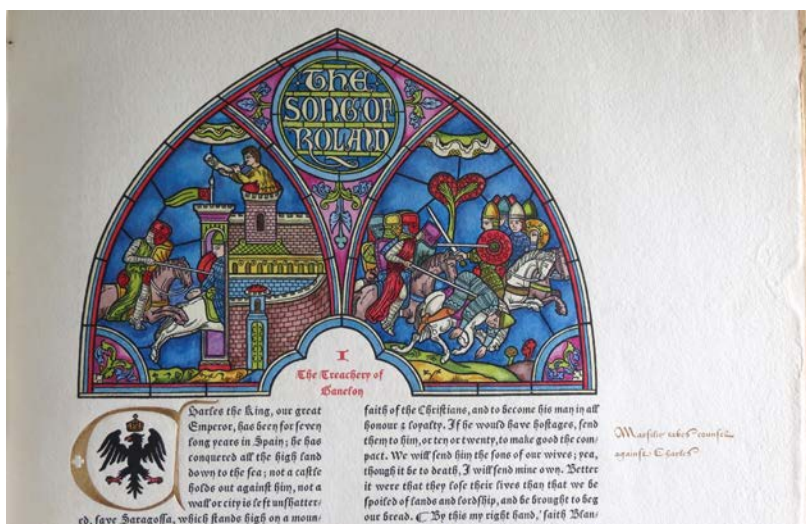 THE
SONG OF
ROLAND
I
The Treachery of
Ganelon
Charles the King, our great
Emperor, has been for seven
long years in Spain; he has
conquered all the high land
down to the sea; not a castle
holds out against him, not a
wall or city is left unshatter-
ed, save Saragossa, which stands high on a moun-
faith of the Christians, and to become his man in all
honour & loyalty. If he would have hostages, send
them to him, or ten or twenty, to make good the com-
pact. We will send him the sons of our wives; yea,
though it be to death, I will send mine own. Better
it were that they lose their lives than that we be
spoiled of lands and lordship, and be brought to beg
our bread. ¶ 'By this my right hand,' saith Blan-
Marsile takes counsel
against Charles